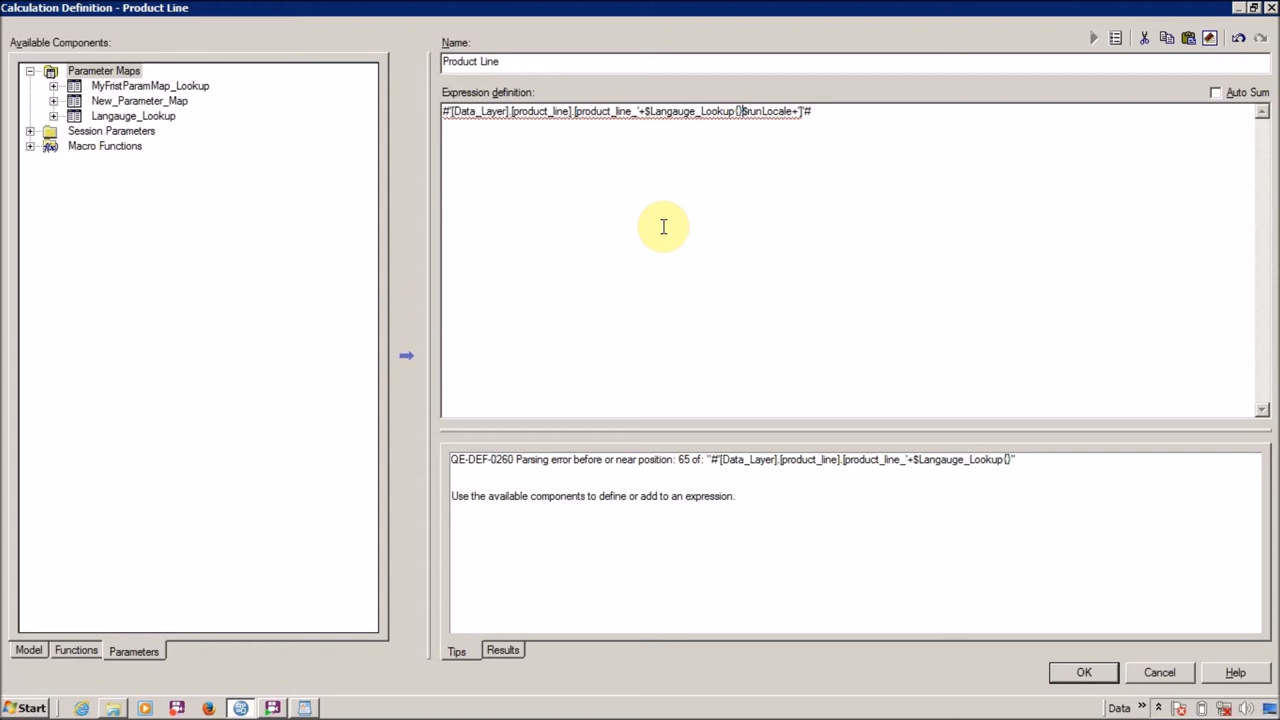 Calculation Definition - Product Line
Available Components:
Parameter Maps
MyFristParamMap_Lookup
New_Parameter_Map
Langauge_Lookup
Session Parameters
Macro Functions
Model
Functions
Parameters
Name:
Product Line
Expression definition:
Auto Sum
#'[Data_Layer].[product_line].[product_line_'+$Langauge_Lookup{}$runLocale+']'#
QE-DEF-0260 Parsing error before or near position: 65 of: "#'[Data_Layer].[product_line].[product_line_'+$Langauge_Lookup{}"
Use the available components to define or add to an expression.
Tips
Results
OK
Cancel
Help
Start
Data